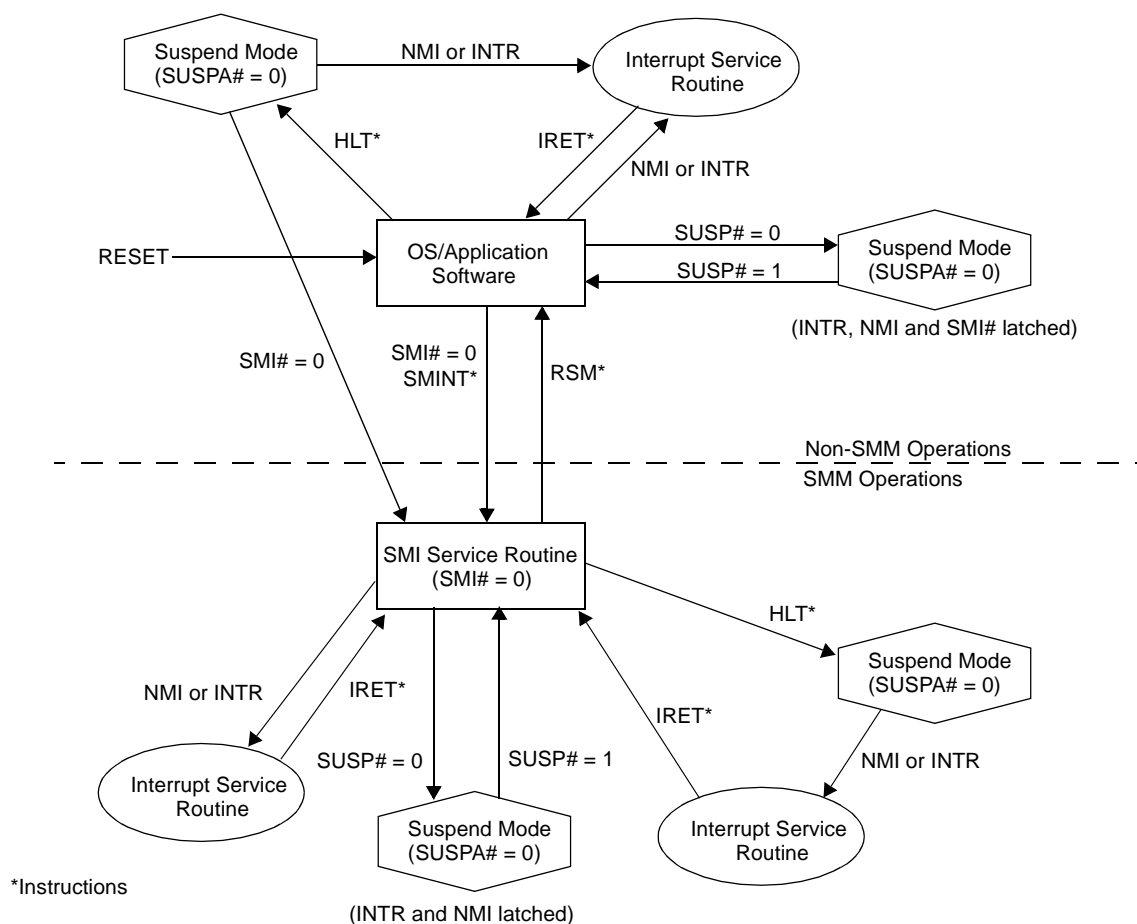 Suspend Mode
(SUSPA# = 0)
NMI or INTR
Interrupt Service
Routine
HLT*
IRET*
NMI or INTR
RESET
OS/Application
Software
SUSP# = 0
SUSP# = 1
Suspend Mode
(SUSPA# = 0)
(INTR, NMI and SMI# latched)
SMI# = 0
SMI# = 0
SMINT*
RSM*
Non-SMM Operations
SMM Operations
SMI Service Routine
(SMI# = 0)
HLT*
Suspend Mode
(SUSPA# = 0)
NMI or INTR
IRET*
IRET*
SUSP# = 0
SUSP# = 1
NMI or INTR
Interrupt Service
Routine
Suspend Mode
(SUSPA# = 0)
Interrupt Service
Routine
*Instructions
(INTR and NMI latched)